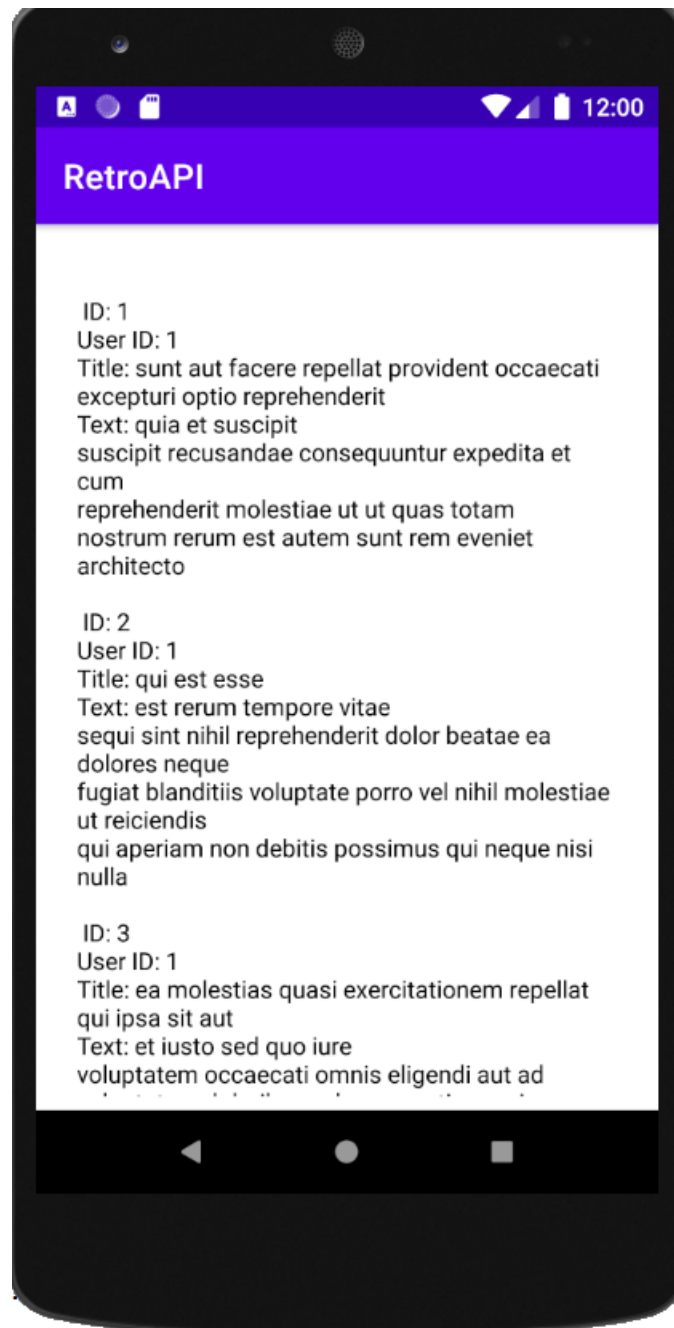 12:00
RetroAPI
ID: 1
User ID: 1
Title: sunt aut facere repellat provident occaecati
excepturi optio reprehenderit
Text: quia et suscipit
suscipit recusandae consequuntur expedita et
cum
reprehenderit molestiae ut ut quas totam
nostrum rerum est autem sunt rem eveniet
architecto
ID: 2
User ID: 1
Title: qui est esse
Text: est rerum tempore vitae
sequi sint nihil reprehenderit dolor beatae ea
dolores neque
fugiat blanditiis voluptate porro vel nihil molestiae
ut reiciendis
qui aperiam non debitis possimus qui neque nisi
nulla
ID: 3
User ID: 1
Title: ea molestias quasi exercitationem repellat
qui ipsa sit aut
Text: et iusto sed quo iure
voluptatem occaecati omnis eligendi aut ad